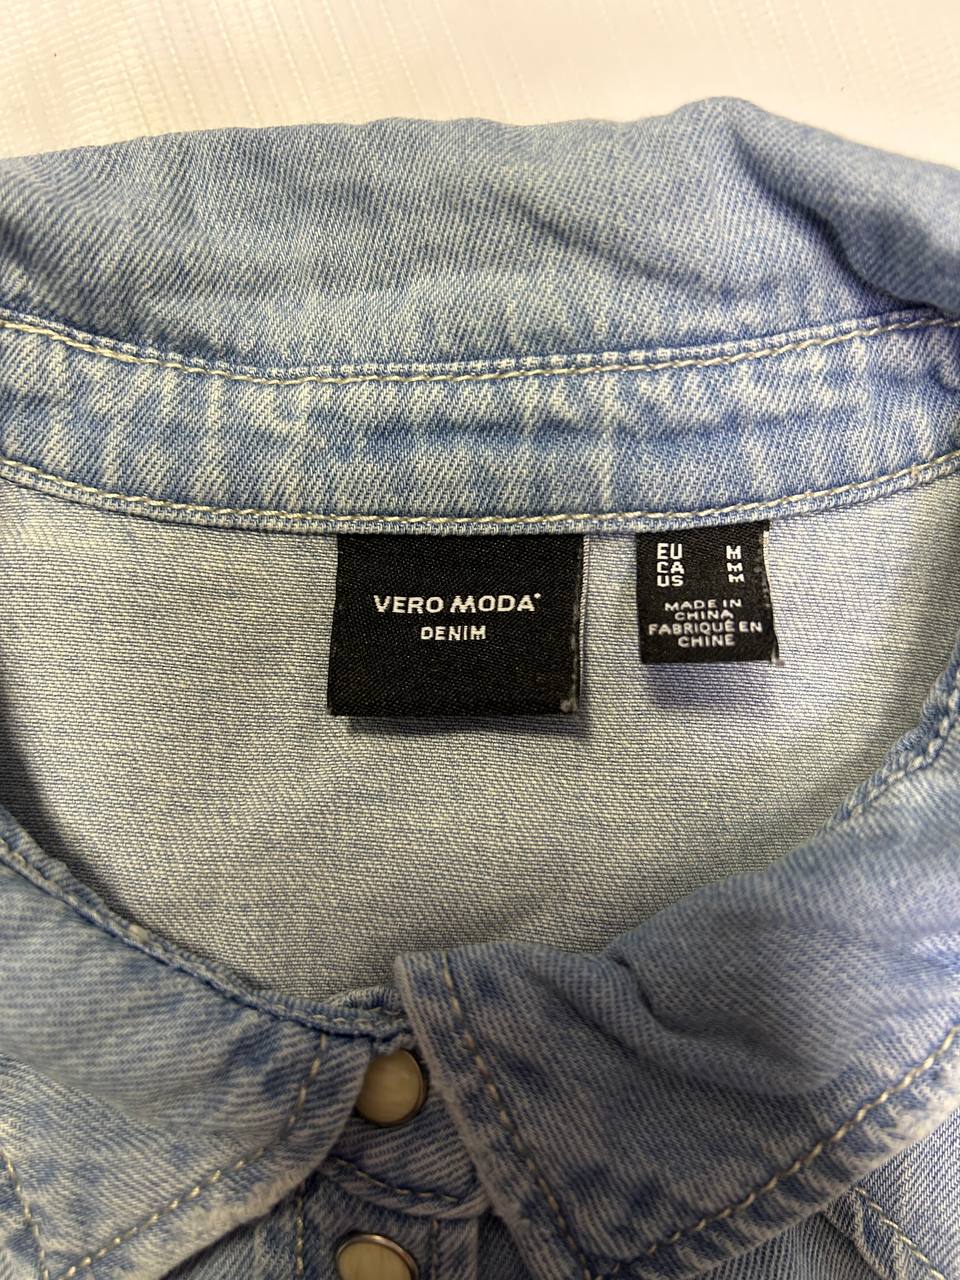 VERO MODA
DENIM
EU M
CA M
US M
MADE IN
CHINA
FABRIQUÉ EN
CHINE